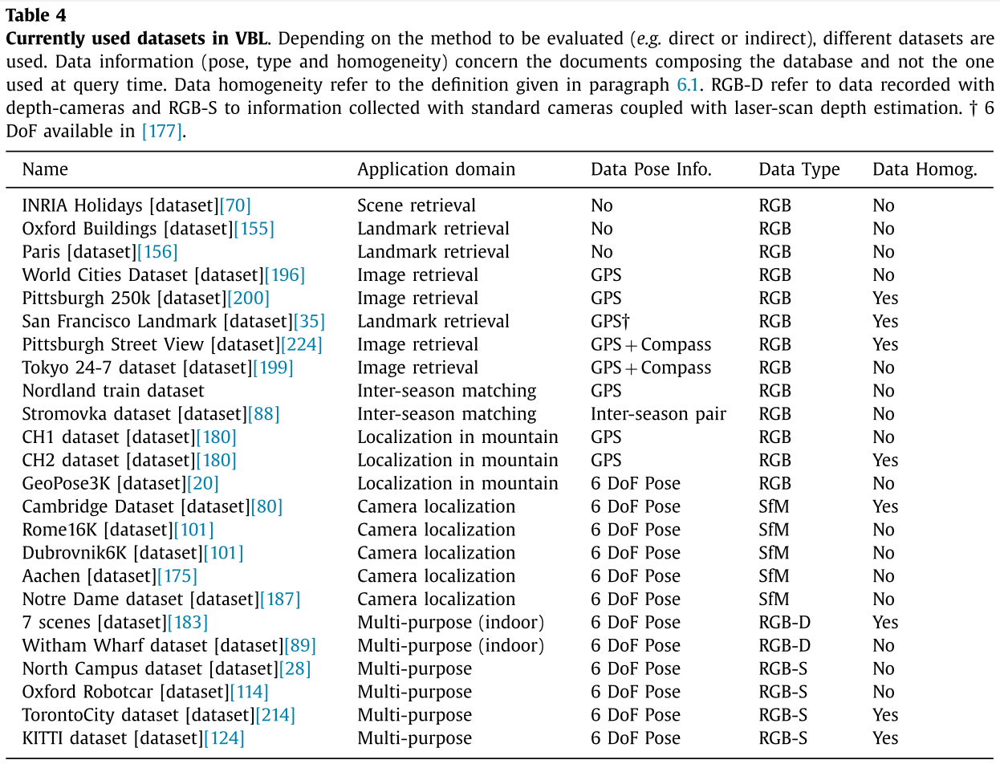 Table 4
Currently used datasets in VBL. Depending on the method to be evaluated (e.g. direct or indirect), different datasets are
used. Data information (pose, type and homogeneity) concern the documents composing the database and not the one
used at query time. Data homogeneity refer to the definition given in paragraph 6.1. RGB-D refer to data recorded with
depth-cameras and RGB-S to information collected with standard cameras coupled with laser-scan depth estimation. † 6
DoF available in [177].
Name Application domain Data Pose Info. Data Type Data Homog.
INRIA Holidays [dataset][70] Scene retrieval No RGB No
Oxford Buildings [dataset][155] Landmark retrieval No RGB No
Paris [dataset][156] Landmark retrieval No RGB No
World Cities Dataset [dataset][196] Image retrieval GPS RGB No
Pittsburgh 250k [dataset][200] Image retrieval GPS RGB Yes
San Francisco Landmark [dataset][35] Landmark retrieval GPS† RGB Yes
Pittsburgh Street View [dataset][224] Image retrieval GPS + Compass RGB Yes
Tokyo 24-7 dataset [dataset][199] Image retrieval GPS + Compass RGB No
Nordland train dataset Inter-season matching GPS RGB No
Stromovka dataset [dataset][88] Inter-season matching Inter-season pair RGB No
CH1 dataset [dataset][180] Localization in mountain GPS RGB No
CH2 dataset [dataset][180] Localization in mountain GPS RGB Yes
GeoPose3K [dataset][20] Localization in mountain 6 DoF Pose RGB No
Cambridge Dataset [dataset][80] Camera localization 6 DoF Pose SfM Yes
Rome16K [dataset][101] Camera localization 6 DoF Pose SfM No
Dubrovnik6K [dataset][101] Camera localization 6 DoF Pose SfM No
Aachen [dataset][175] Camera localization 6 DoF Pose SfM No
Notre Dame dataset [dataset][187] Camera localization 6 DoF Pose SfM No
7 scenes [dataset][183] Multi-purpose (indoor) 6 DoF Pose RGB-D Yes
Witham Wharf dataset [dataset][89] Multi-purpose (indoor) 6 DoF Pose RGB-D No
North Campus dataset [dataset][28] Multi-purpose 6 DoF Pose RGB-S No
Oxford Robotcar [dataset][114] Multi-purpose 6 DoF Pose RGB-S No
TorontoCity dataset [dataset][214] Multi-purpose 6 DoF Pose RGB-S Yes
KITTI dataset [dataset][124] Multi-purpose 6 DoF Pose RGB-S Yes